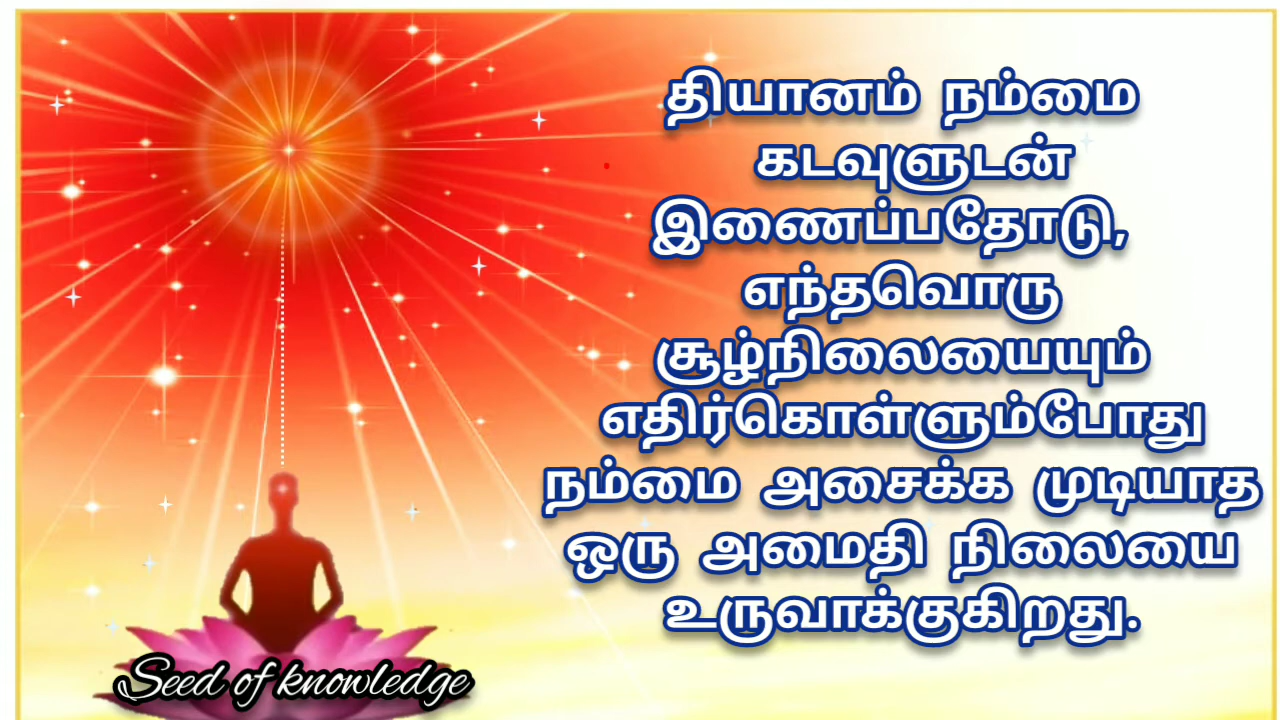 தியானம் நம்மை
கடவுளுடன்
இணைப்பதோடு,
எந்தவொரு
சூழ்நிலையையும்
எதிர்கொள்ளும்போது
நம்மை அசைக்க முடியாத
ஒரு அமைதி நிலையை
உருவாக்குகிறது.
Seed of knowledge